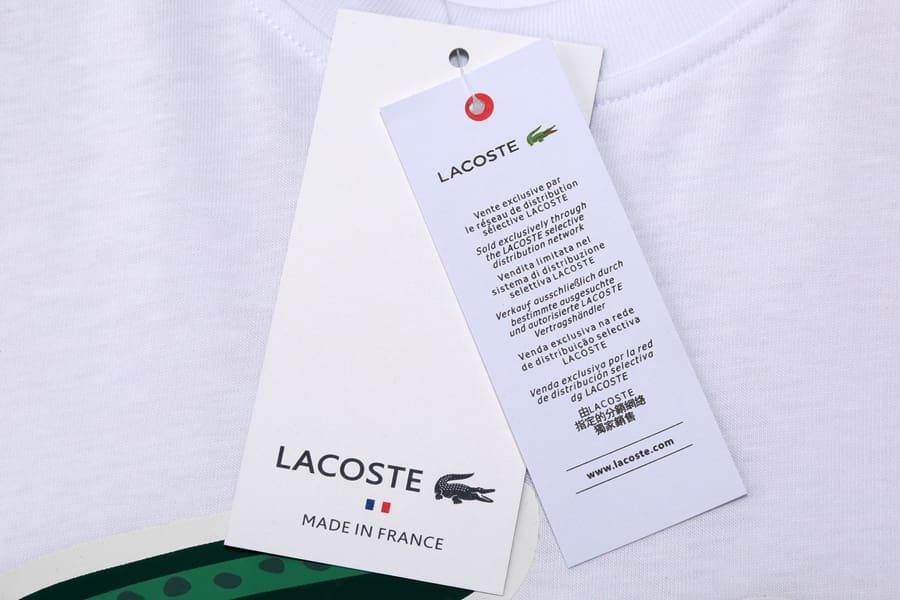 LACOSTE
MADE IN FRANCE
LACOSTE
Vente exclusive par
le réseau de distribution
sélective LACOSTE
Sold exclusively through
the LACOSTE selective
distribution network
Vendita limitata nel
sistema di distribuzione
selettiva LACOSTE
Verkauf ausschließlich durch
bestimmte ausgesuchte
und autorisierte LACOSTE
Vertragshändler
Venda exclusiva na rede
de distribuição selectiva
LACOSTE
Venda exclusiva por la red
de distribución selectiva
dg LACOSTE
由LACOSTE
指定的分銷網絡
獨家銷售
www.lacoste.com